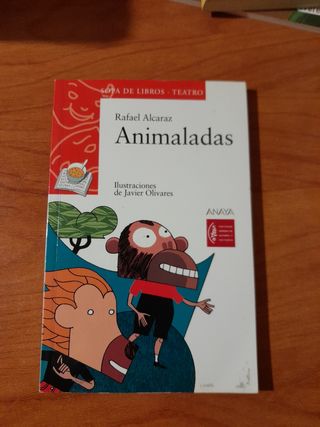 SOPA DE LIBROS · TEATRO
Rafael Alcaraz
Animaladas
Ilustraciones
de Javier Olivares
ANAYA